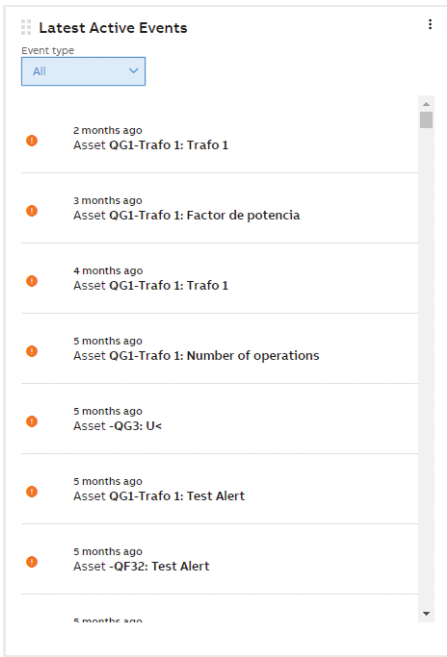 Latest Active Events
Event type
All
2 months ago
Asset QG1-Trafo 1: Trafo 1
3 months ago
Asset QG1-Trafo 1: Factor de potencia
4 months ago
Asset QG1-Trafo 1: Trafo 1
5 months ago
Asset QG1-Trafo 1: Number of operations
5 months ago
Asset -QG3: U<
5 months ago
Asset QG1-Trafo 1: Test Alert
5 months ago
Asset -QF32: Test Alert
5 months ago